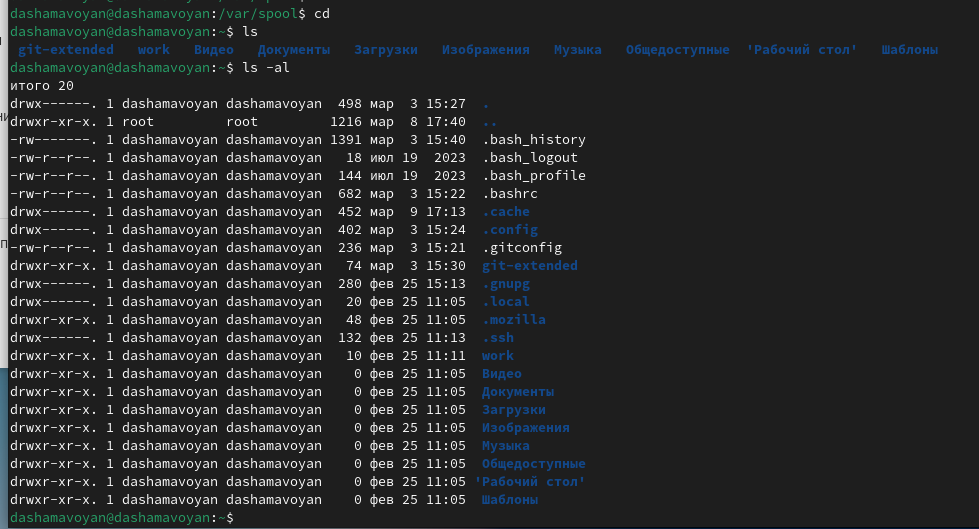 dashamavoyan@dashamavoyan:/var/spool$ cd
dashamavoyan@dashamavoyan:~$ ls
git-extended work Видео Документы Загрузки Изображения Музыка Общедоступные 'Рабочий стол' Шаблоны
dashamavoyan@dashamavoyan:~$ ls -al
итого 20
drwx------. 1 dashamavoyan dashamavoyan 498 мар 3 15:27 .
drwxr-xr-x. 1 root root 1216 мар 8 17:40 ..
-rw-------. 1 dashamavoyan dashamavoyan 1391 мар 3 15:40 .bash_history
-rw-r--r--. 1 dashamavoyan dashamavoyan 18 июл 19 2023 .bash_logout
-rw-r--r--. 1 dashamavoyan dashamavoyan 144 июл 19 2023 .bash_profile
-rw-r--r--. 1 dashamavoyan dashamavoyan 682 мар 3 15:22 .bashrc
drwx------. 1 dashamavoyan dashamavoyan 452 мар 9 17:13 .cache
drwx------. 1 dashamavoyan dashamavoyan 402 мар 3 15:24 .config
-rw-r--r--. 1 dashamavoyan dashamavoyan 236 мар 3 15:21 .gitconfig
drwxr-xr-x. 1 dashamavoyan dashamavoyan 74 мар 3 15:30 git-extended
drwx------. 1 dashamavoyan dashamavoyan 280 фев 25 15:13 .gnupg
drwx------. 1 dashamavoyan dashamavoyan 20 фев 25 11:05 .local
drwxr-xr-x. 1 dashamavoyan dashamavoyan 48 фев 25 11:05 .mozilla
drwx------. 1 dashamavoyan dashamavoyan 132 фев 25 11:13 .ssh
drwxr-xr-x. 1 dashamavoyan dashamavoyan 10 фев 25 11:11 work
drwxr-xr-x. 1 dashamavoyan dashamavoyan 0 фев 25 11:05 Видео
drwxr-xr-x. 1 dashamavoyan dashamavoyan 0 фев 25 11:05 Документы
drwxr-xr-x. 1 dashamavoyan dashamavoyan 0 фев 25 11:05 Загрузки
drwxr-xr-x. 1 dashamavoyan dashamavoyan 0 фев 25 11:05 Изображения
drwxr-xr-x. 1 dashamavoyan dashamavoyan 0 фев 25 11:05 Музыка
drwxr-xr-x. 1 dashamavoyan dashamavoyan 0 фев 25 11:05 Общедоступные
drwxr-xr-x. 1 dashamavoyan dashamavoyan 0 фев 25 11:05 'Рабочий стол'
drwxr-xr-x. 1 dashamavoyan dashamavoyan 0 фев 25 11:05 Шаблоны
dashamavoyan@dashamavoyan:~$